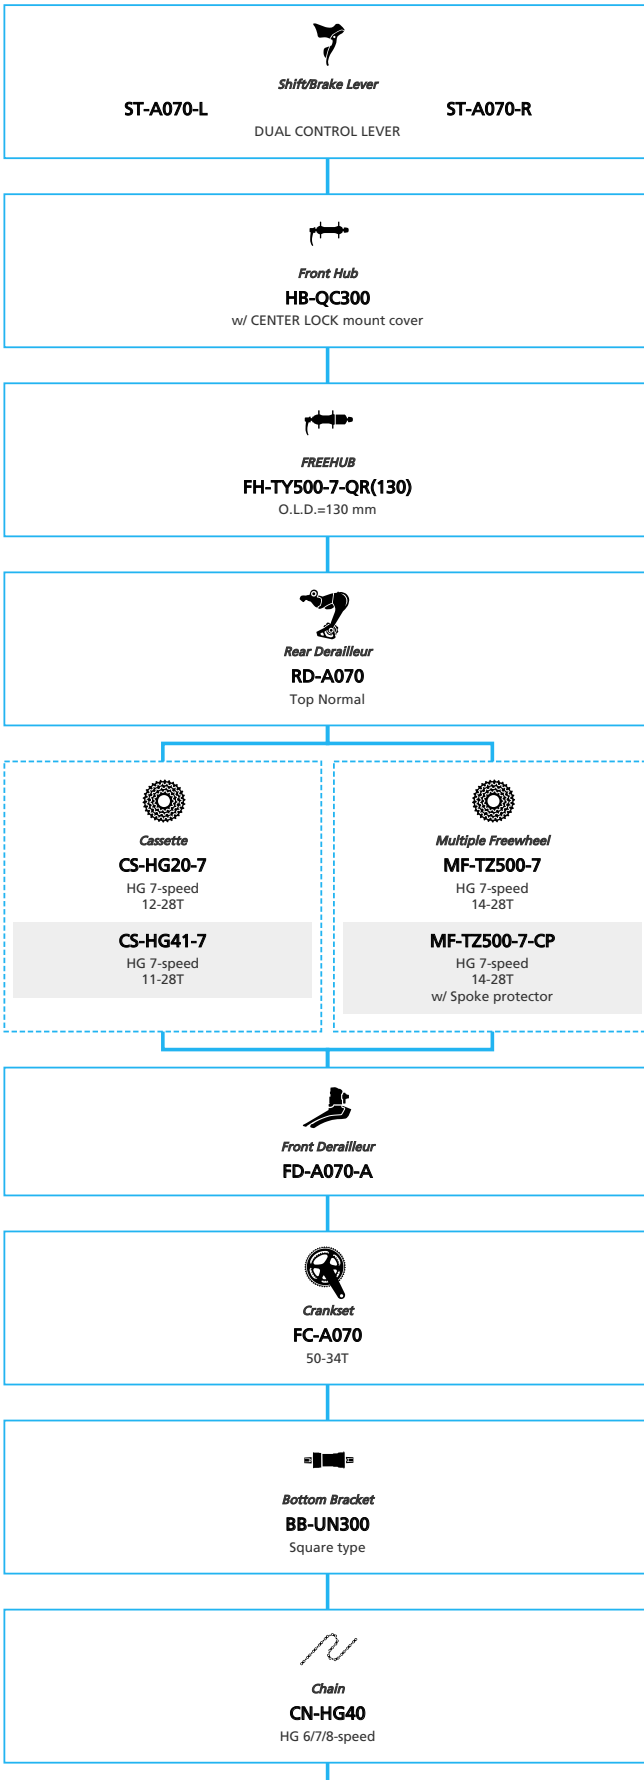 Shift/Brake Lever
ST-A070-L
ST-A070-R
DUAL CONTROL LEVER
Front Hub
HB-QC300
w/ CENTER LOCK mount cover
FREEHUB
FH-TY500-7-QR(130)
O.L.D.=130 mm
Rear Derailleur
RD-A070
Top Normal
Cassette
CS-HG20-7
HG 7-speed
12-28T
CS-HG41-7
HG 7-speed
11-28T
Multiple Freewheel
MF-TZ500-7
HG 7-speed
14-28T
MF-TZ500-7-CP
HG 7-speed
14-28T
w/ Spoke protector
Front Derailleur
FD-A070-A
Crankset
FC-A070
50-34T
Bottom Bracket
BB-UN300
Square type
Chain
CN-HG40
HG 6/7/8-speed